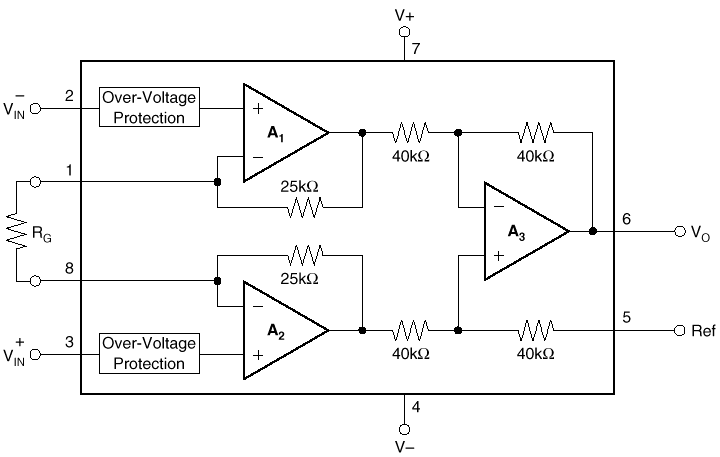 V+
7
V–IN
2
Over-Voltage
Protection
+
A1
–
40kΩ
40kΩ
1
25kΩ
RG
–
A3
+
6
VO
8
25kΩ
–
A2
+
5
Ref
V+IN
3
Over-Voltage
Protection
40kΩ
40kΩ
4
V–